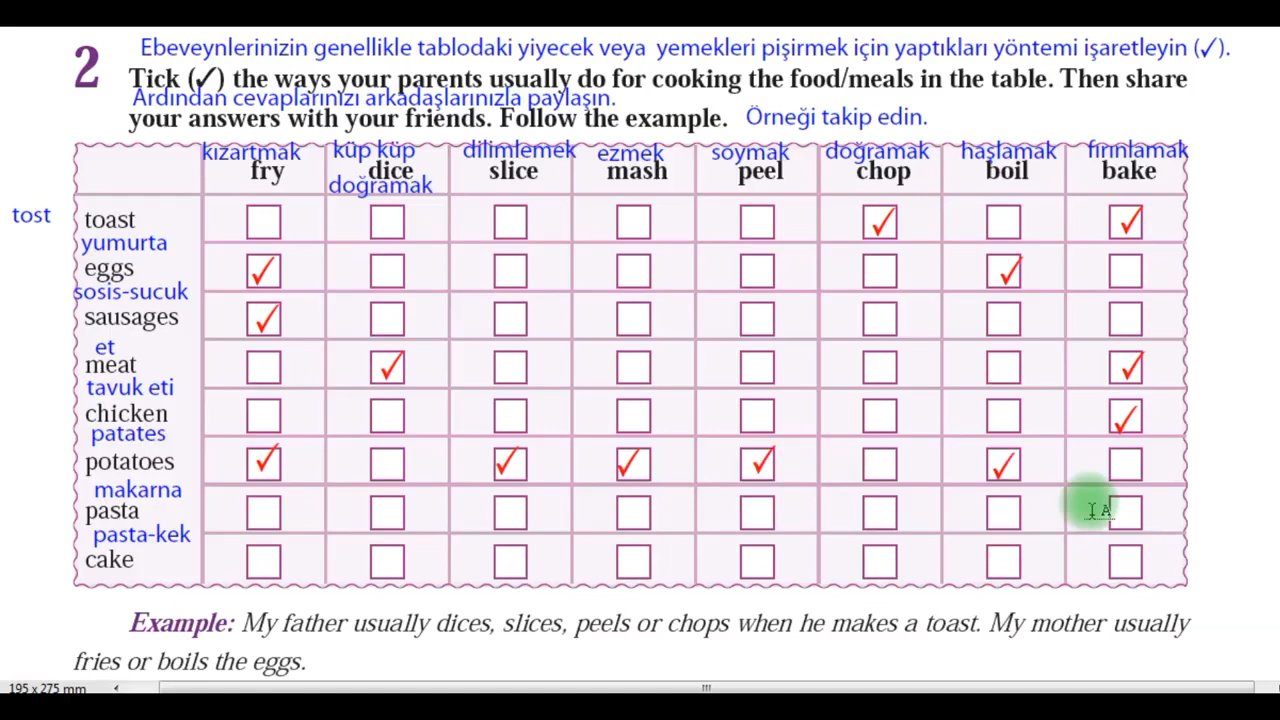 Ebeveynlerinizin genellikle tablodaki yiyecek veya yemekleri pişirmek için yaptıkları yöntemi işaretleyin (✓).
2
Tick (✓) the ways your parents usually do for cooking the food/meals in the table. Then share
Ardından cevaplarınızı arkadaşlarınızla paylaşın.
your answers with your friends. Follow the example. Örneği takip edin.
kızartmak küp küp dilimlemek ezmek soymak doğramak haşlamak fırınlamak
fry dice slice mash peel chop boil bake
doğramak
tost toast ✓ ✓
yumurta
eggs ✓ ✓
sosis-sucuk
sausages ✓
et
meat ✓ ✓
tavuk eti
chicken ✓
patates
potatoes ✓ ✓ ✓ ✓ ✓
makarna
pasta A
pasta-kek
cake
Example: My father usually dices, slices, peels or chops when he makes a toast. My mother usually
fries or boils the eggs.
195 x 275 mm